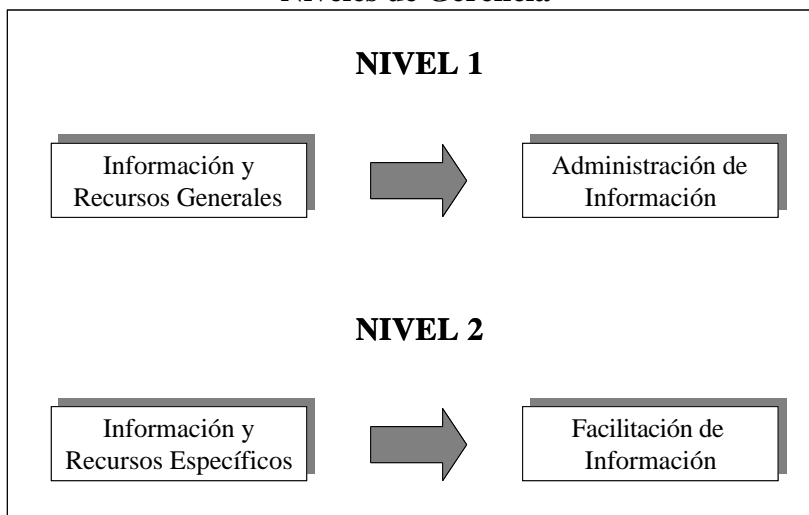 Niveles de Gerencia
NIVEL 1
Información y
Recursos Generales
Administración de
Información
NIVEL 2
Información y
Recursos Específicos
Facilitación de
Información